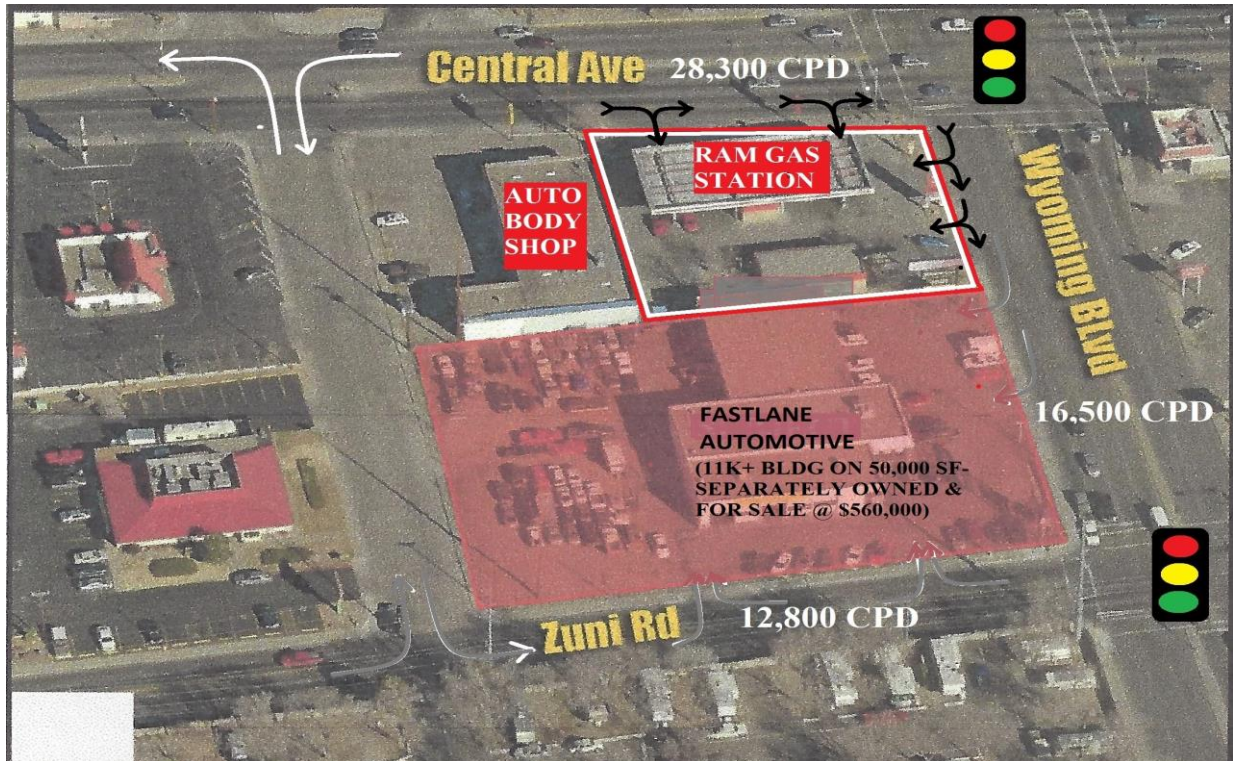 Central Ave
28,300 CPD
RAM GAS
STATION
AUTO
BODY
SHOP
Wyonning Blvd
16,500 CPD
FASTLANE
AUTOMOTIVE
(11K+ BLDG ON 50,000 SF-
SEPARATELY OWNED &
FOR SALE @ $560,000)
12,800 CPD
Zuni Rd